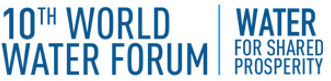 10TH WORLD
WATER FORUM
WATER
FOR SHARED
PROSPERITY